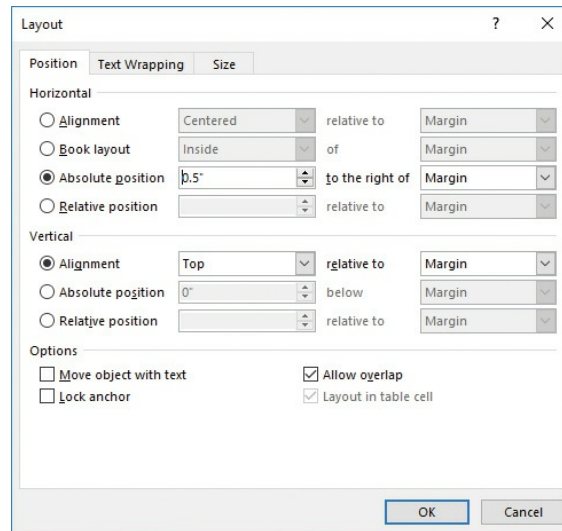 Layout ?
Position Text Wrapping Size
Horizontal
Alignment Centered relative to Margin
Book layout Inside of Margin
Absolute position 0.5" to the right of Margin
Relative position relative to Margin
Vertical
Alignment Top relative to Margin
Absolute position 0" below Margin
Relative position relative to Margin
Options
Move object with text Allow overlap
Lock anchor Layout in table cell
OK Cancel